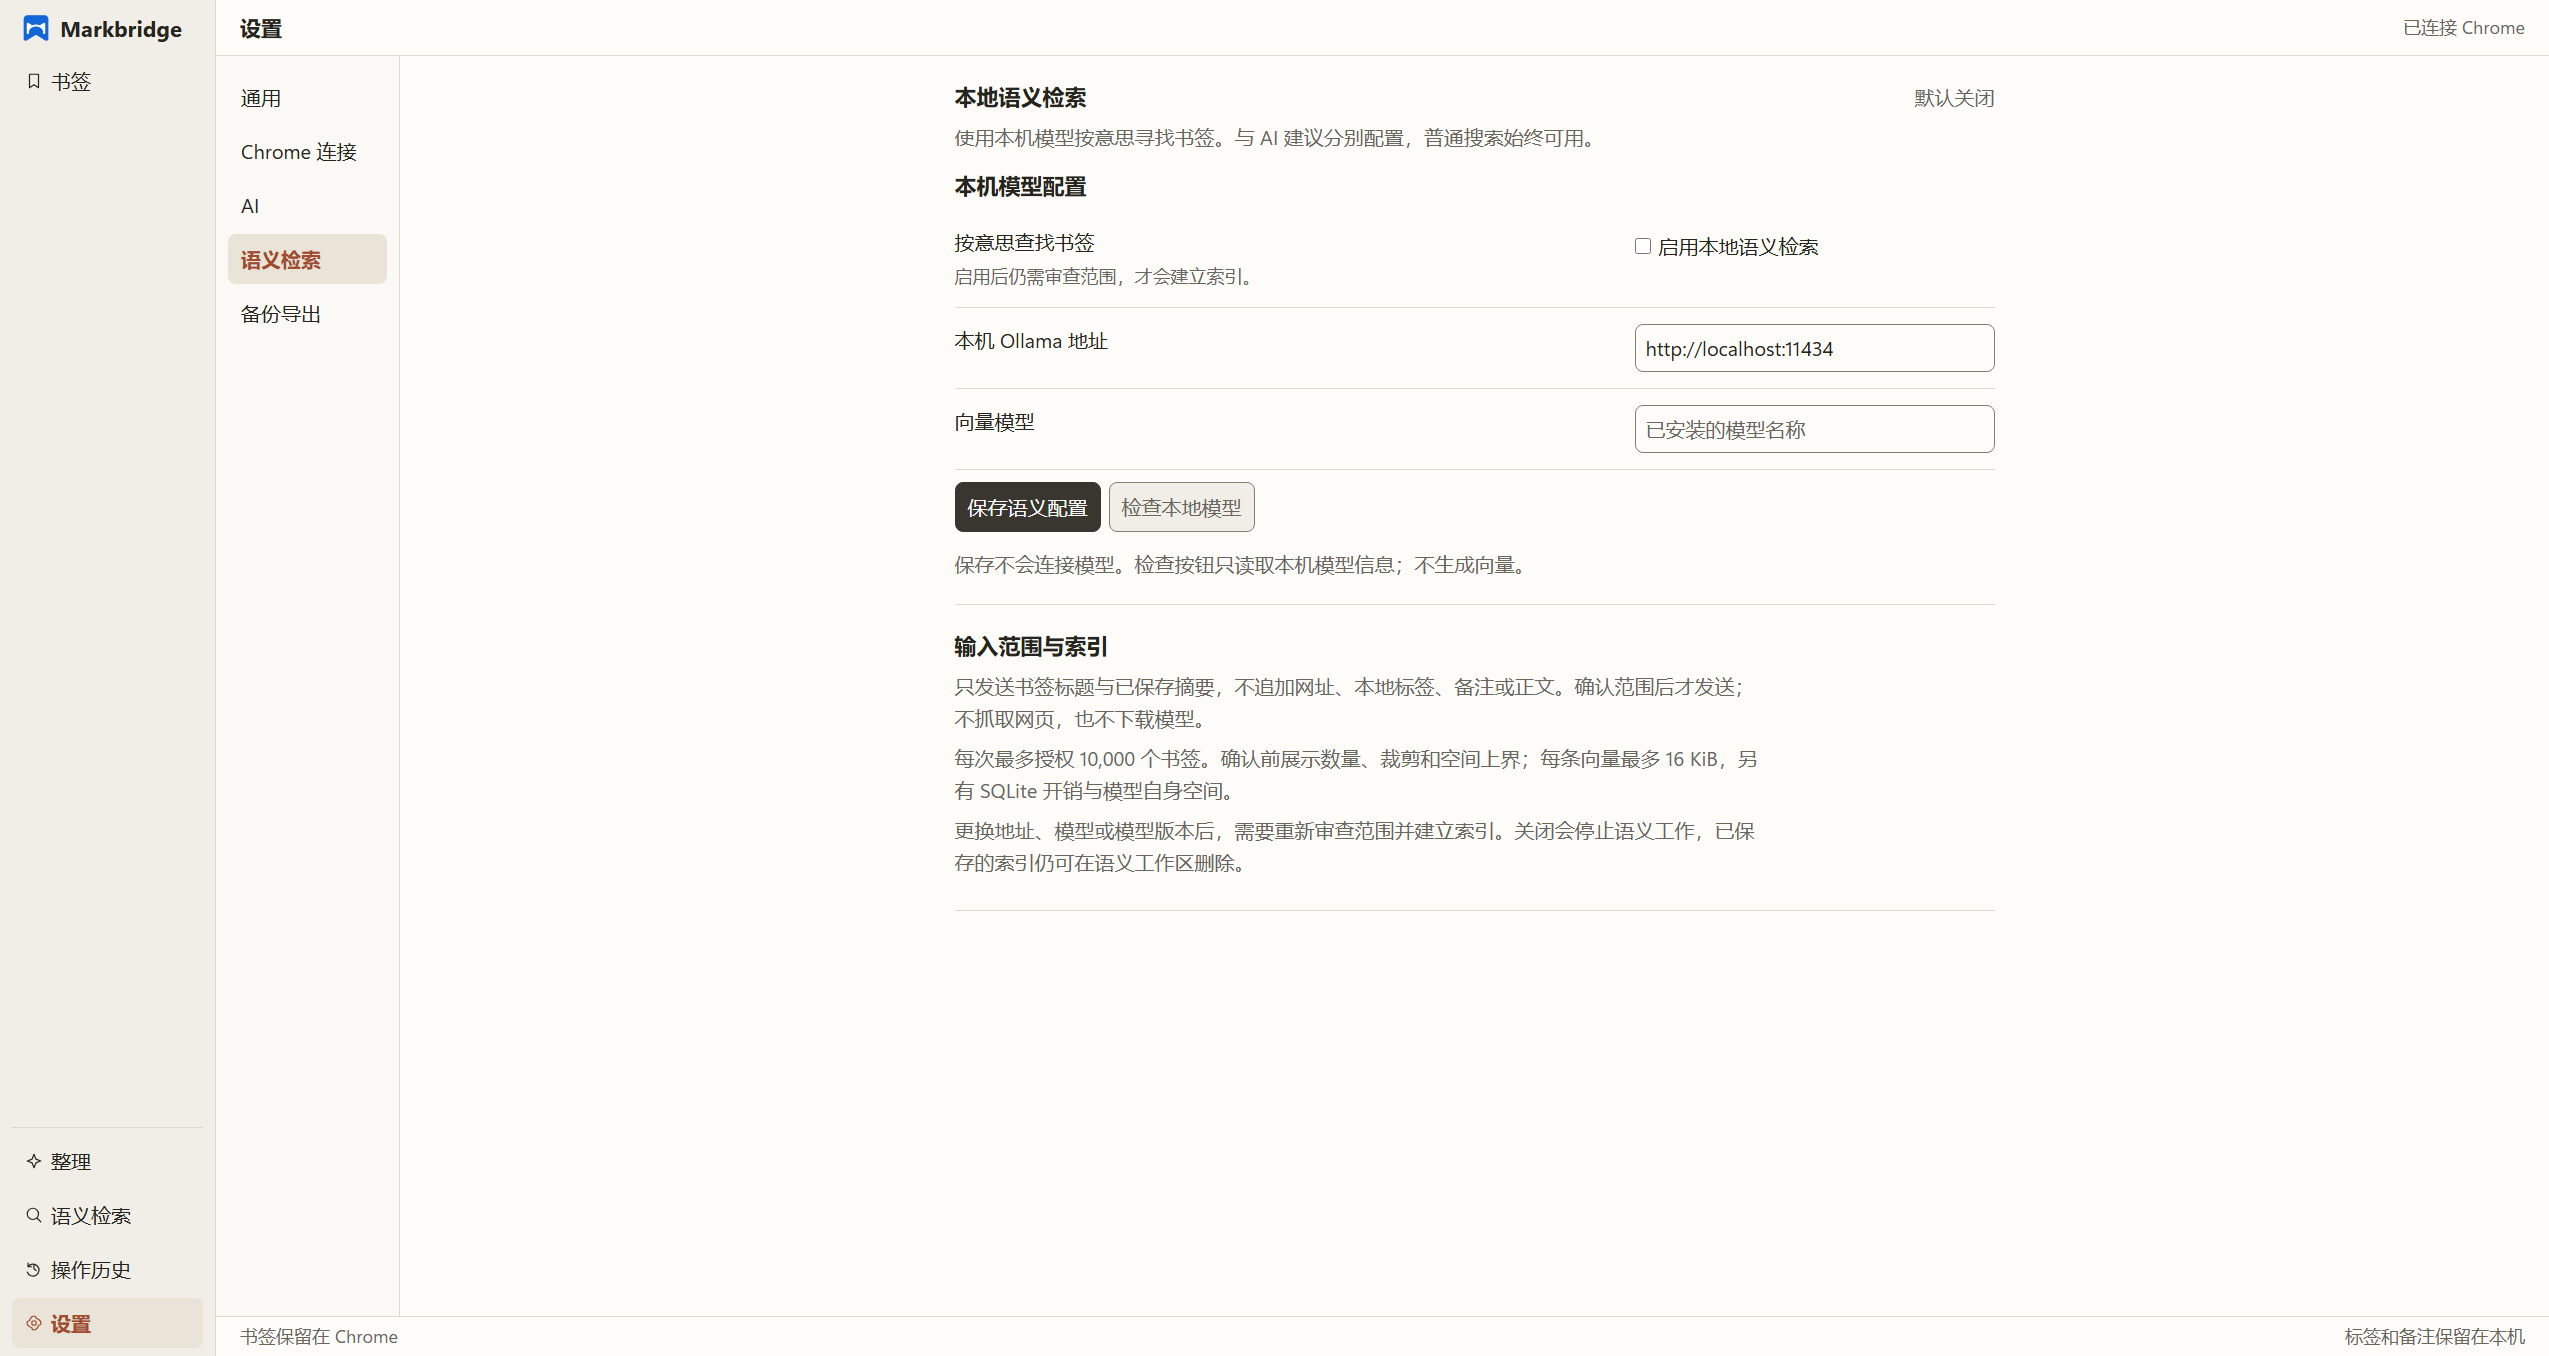 Markbridge
书签
整理
语义检索
操作历史
设置
设置
已连接 Chrome
通用
Chrome 连接
AI
语义检索
备份导出
本地语义检索
默认关闭
使用本机模型按意思寻找书签。与 AI 建议分别配置，普通搜索始终可用。
本机模型配置
按意思查找书签
启用后仍需审查范围，才会建立索引。
启用本地语义检索
本机 Ollama 地址
http://localhost:11434
向量模型
已安装的模型名称
保存语义配置
检查本地模型
保存不会连接模型。检查按钮只读取本机模型信息；不生成向量。
输入范围与索引
只发送书签标题与已保存摘要，不追加网址、本地标签、备注或正文。确认范围后才发送；
不抓取网页，也不下载模型。
每次最多授权 10,000 个书签。确认前展示数量、裁剪和空间上界；每条向量最多 16 KiB，另
有 SQLite 开销与模型自身空间。
更换地址、模型或模型版本后，需要重新审查范围并建立索引。关闭会停止语义工作，已保
存的索引仍可在语义工作区删除。
书签保留在 Chrome
标签和备注保留在本机